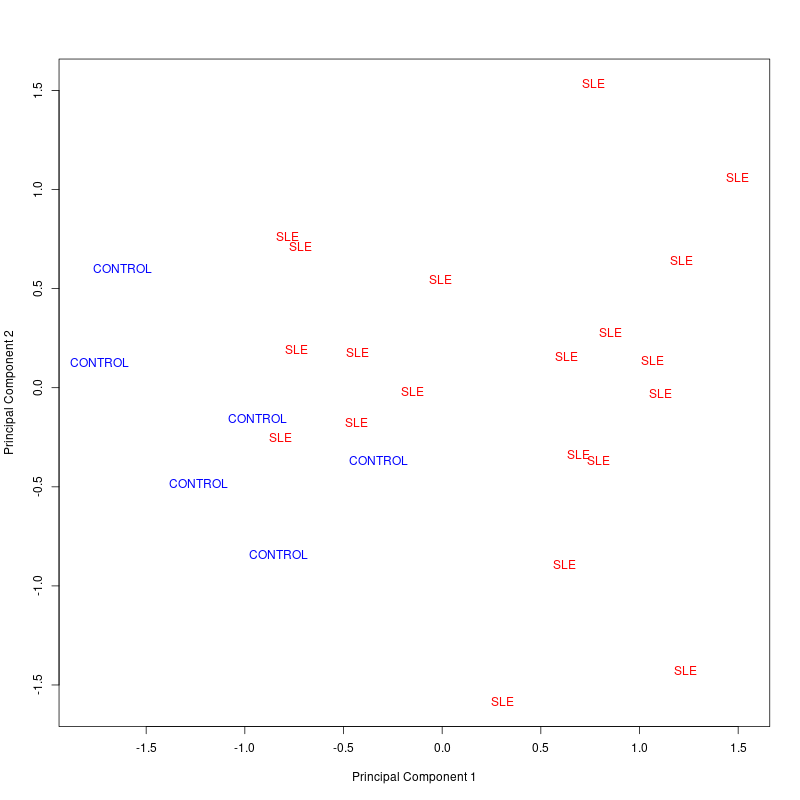 1.5
SLE
SLE
1.0
SLE
SLE
SLE
CONTROL
SLE
0.5
SLE
SLE
SLE
SLE
SLE
SLE
CONTROL
0.0
SLE
SLE
CONTROL
SLE
SLE
SLE
SLE
CONTROL
CONTROL
-0.5
CONTROL
SLE
-1.0
SLE
-1.5
SLE
Principal Component 2
-1.5 -1.0 -0.5 0.0 0.5 1.0 1.5
Principal Component 1